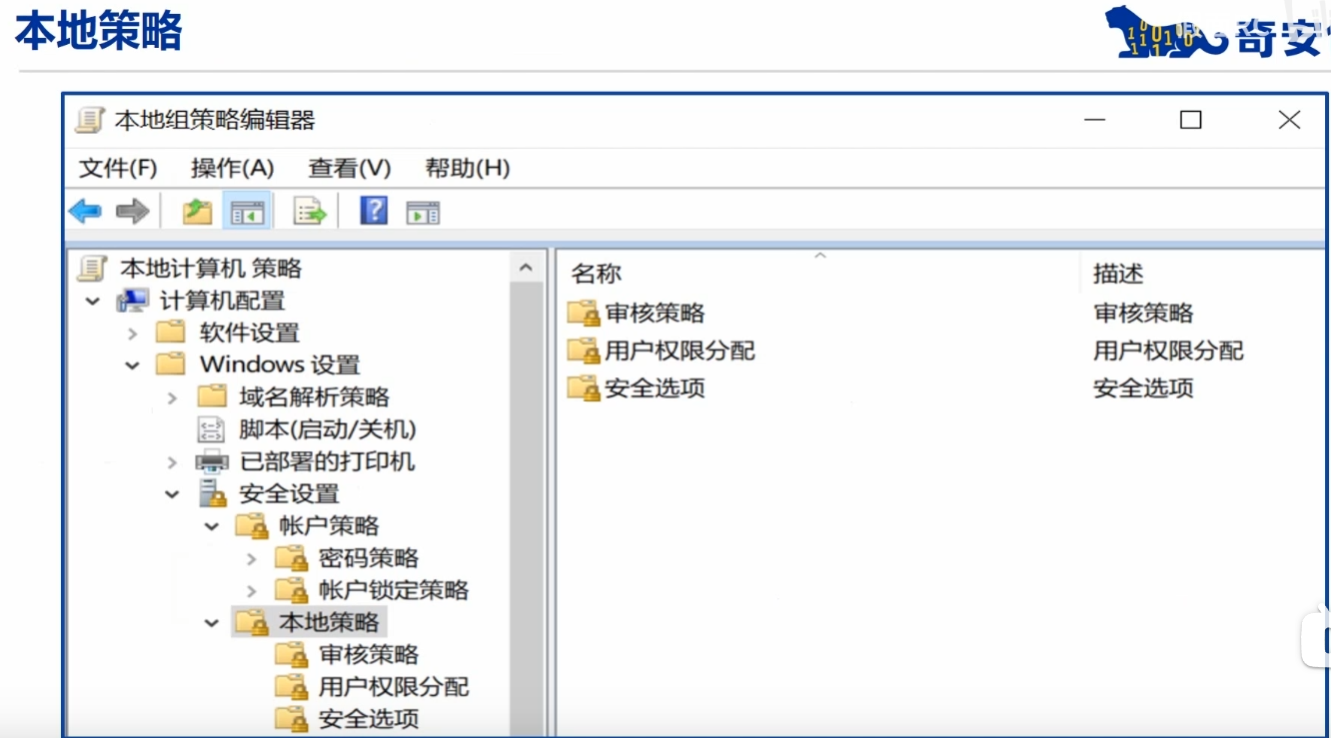 本地策略
奇安
本地组策略编辑器
文件(F) 操作(A) 查看(V) 帮助(H)
本地计算机 策略
计算机配置
软件设置
Windows 设置
域名解析策略
脚本(启动/关机)
已部署的打印机
安全设置
帐户策略
密码策略
帐户锁定策略
本地策略
审核策略
用户权限分配
安全选项
名称 描述
审核策略 审核策略
用户权限分配 用户权限分配
安全选项 安全选项